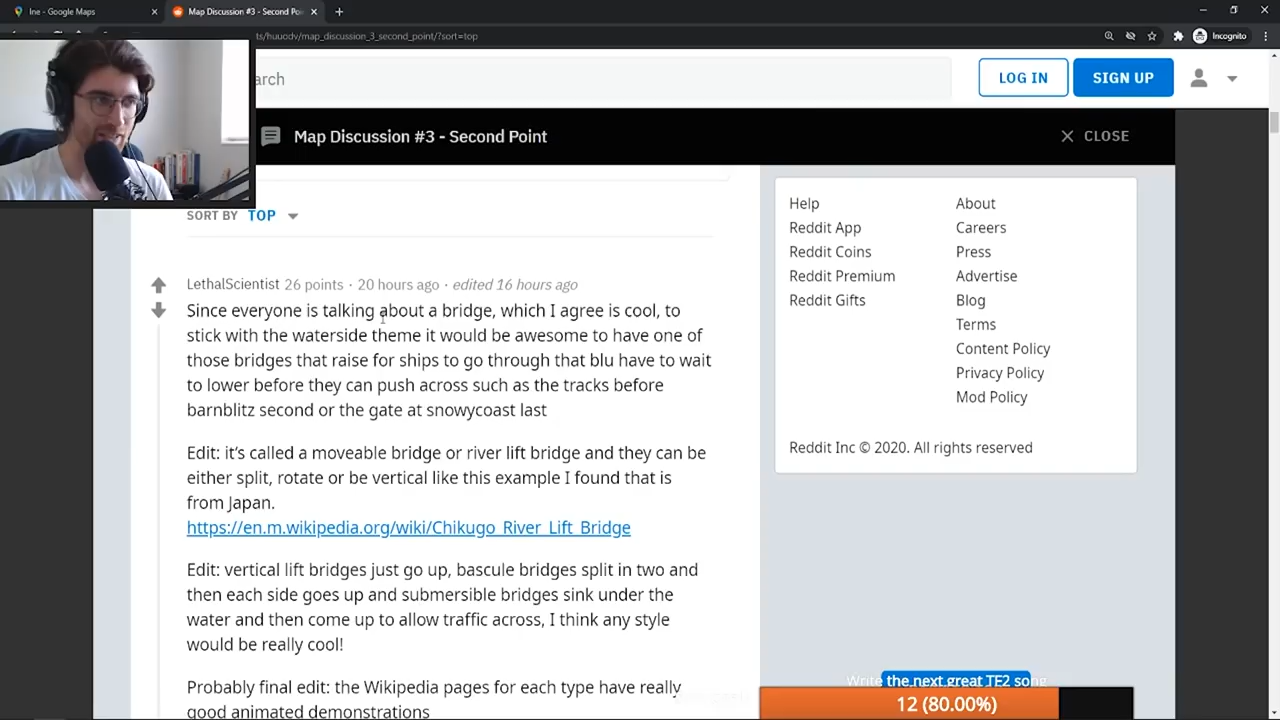 Ine - Google Maps
Map Discussion #3 - Second Poi
ts/huuodv/map_discussion_3_second_point/?sort=top
Incognito
arch
LOG IN
SIGN UP
Map Discussion #3 - Second Point
CLOSE
SORT BY TOP
LethalScientist 26 points · 20 hours ago · edited 16 hours ago
Since everyone is talking about a bridge, which I agree is cool, to
stick with the waterside theme it would be awesome to have one of
those bridges that raise for ships to go through that blu have to wait
to lower before they can push across such as the tracks before
barnblitz second or the gate at snowycoast last
Edit: it's called a moveable bridge or river lift bridge and they can be
either split, rotate or be vertical like this example I found that is
from Japan.
https://en.m.wikipedia.org/wiki/Chikugo_River_Lift_Bridge
Edit: vertical lift bridges just go up, bascule bridges split in two and
then each side goes up and submersible bridges sink under the
water and then come up to allow traffic across, I think any style
would be really cool!
Probably final edit: the Wikipedia pages for each type have really
good animated demonstrations
Help
Reddit App
Reddit Coins
Reddit Premium
Reddit Gifts
About
Careers
Press
Advertise
Blog
Terms
Content Policy
Privacy Policy
Mod Policy
Reddit Inc © 2020. All rights reserved
Write the next great TF2 song
12 (80.00%)